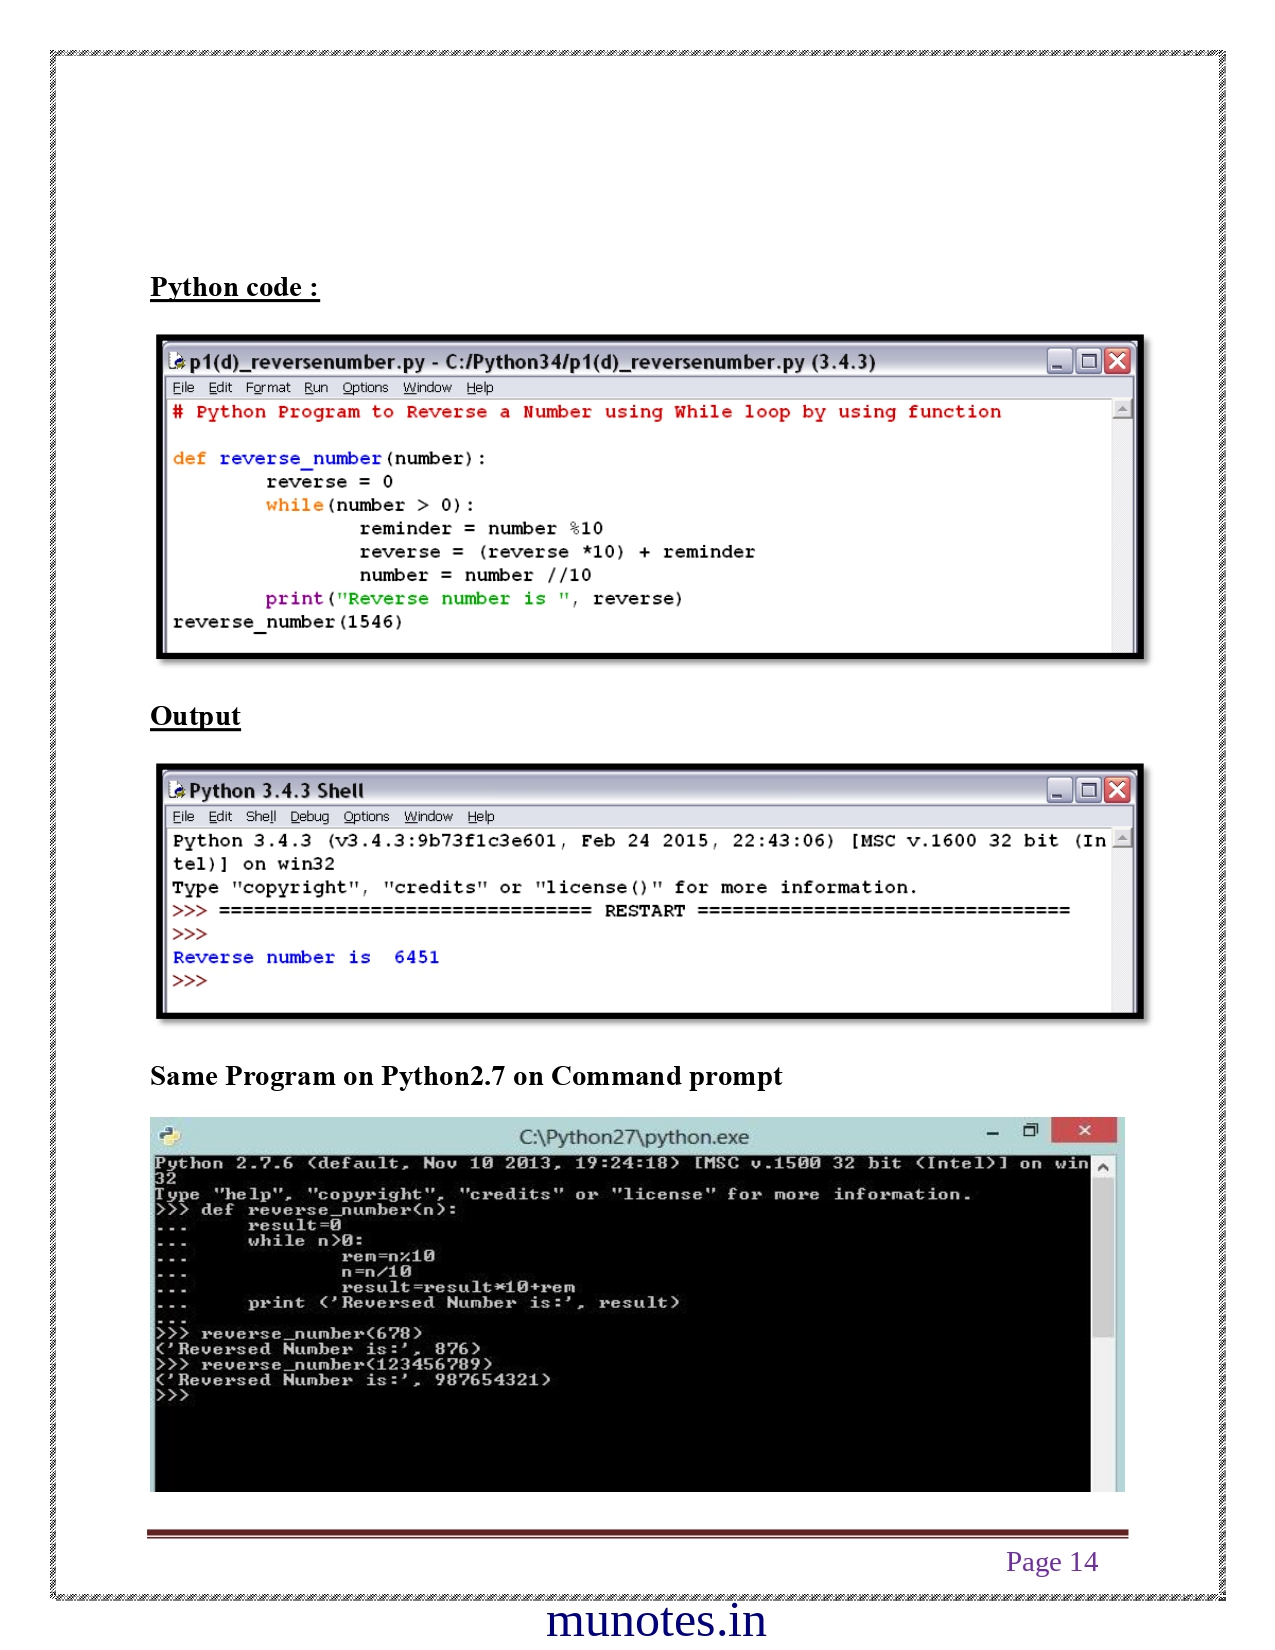 Python code :
p1(d)_reversenumber.py - C:/Python34/p1(d)_reversenumber.py (3.4.3)
File Edit Format Run Options Window Help
# Python Program to Reverse a Number using While loop by using function
def reverse_number(number):
        reverse = 0
        while(number > 0):
                reminder = number %10
                reverse = (reverse *10) + reminder
                number = number //10
        print("Reverse number is ", reverse)
reverse_number(1546)
Output
Python 3.4.3 Shell
File Edit Shell Debug Options Window Help
Python 3.4.3 (v3.4.3:9b73f1c3e601, Feb 24 2015, 22:43:06) [MSC v.1600 32 bit (In
tel)] on win32
Type "copyright", "credits" or "license()" for more information.
>>> ================================ RESTART ================================
>>>
Reverse number is  6451
>>>
Same Program on Python2.7 on Command prompt
C:\Python27\python.exe
Python 2.7.6 (default, Nov 10 2013, 19:24:18) [MSC v.1500 32 bit (Intel)] on win
32
Type "help", "copyright", "credits" or "license" for more information.
>>> def reverse_number(n):
...     result=0
...     while n>0:
...             rem=n%10
...             n=n/10
...             result=result*10+rem
...     print ('Reversed Number is:', result)
...
>>> reverse_number(678)
('Reversed Number is:', 876)
>>> reverse_number(123456789)
('Reversed Number is:', 987654321)
>>>
Page 14
munotes.in